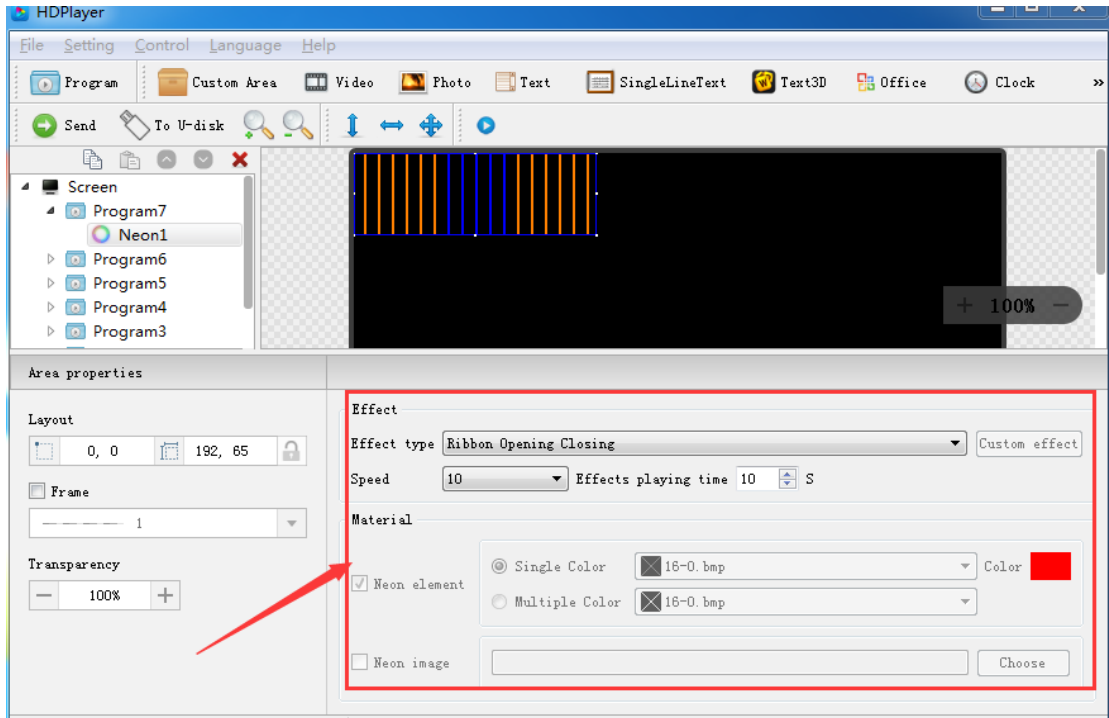 HDPlayer
File Setting Control Language Help
Program Custom Area Video Photo Text SingleLineText Text3D Office Clock »
Send To U-disk
Screen
Program7
Neon1
Program6
Program5
Program4
Program3
+ 100% −
Area properties
Layout
0, 0 192, 65
Frame
1
Transparency
− 100% +
Effect
Effect type Ribbon Opening Closing Custom effect
Speed 10 Effects playing time 10 S
Material
Neon element
Single Color 16-0.bmp Color
Multiple Color 16-0.bmp
Neon image Choose